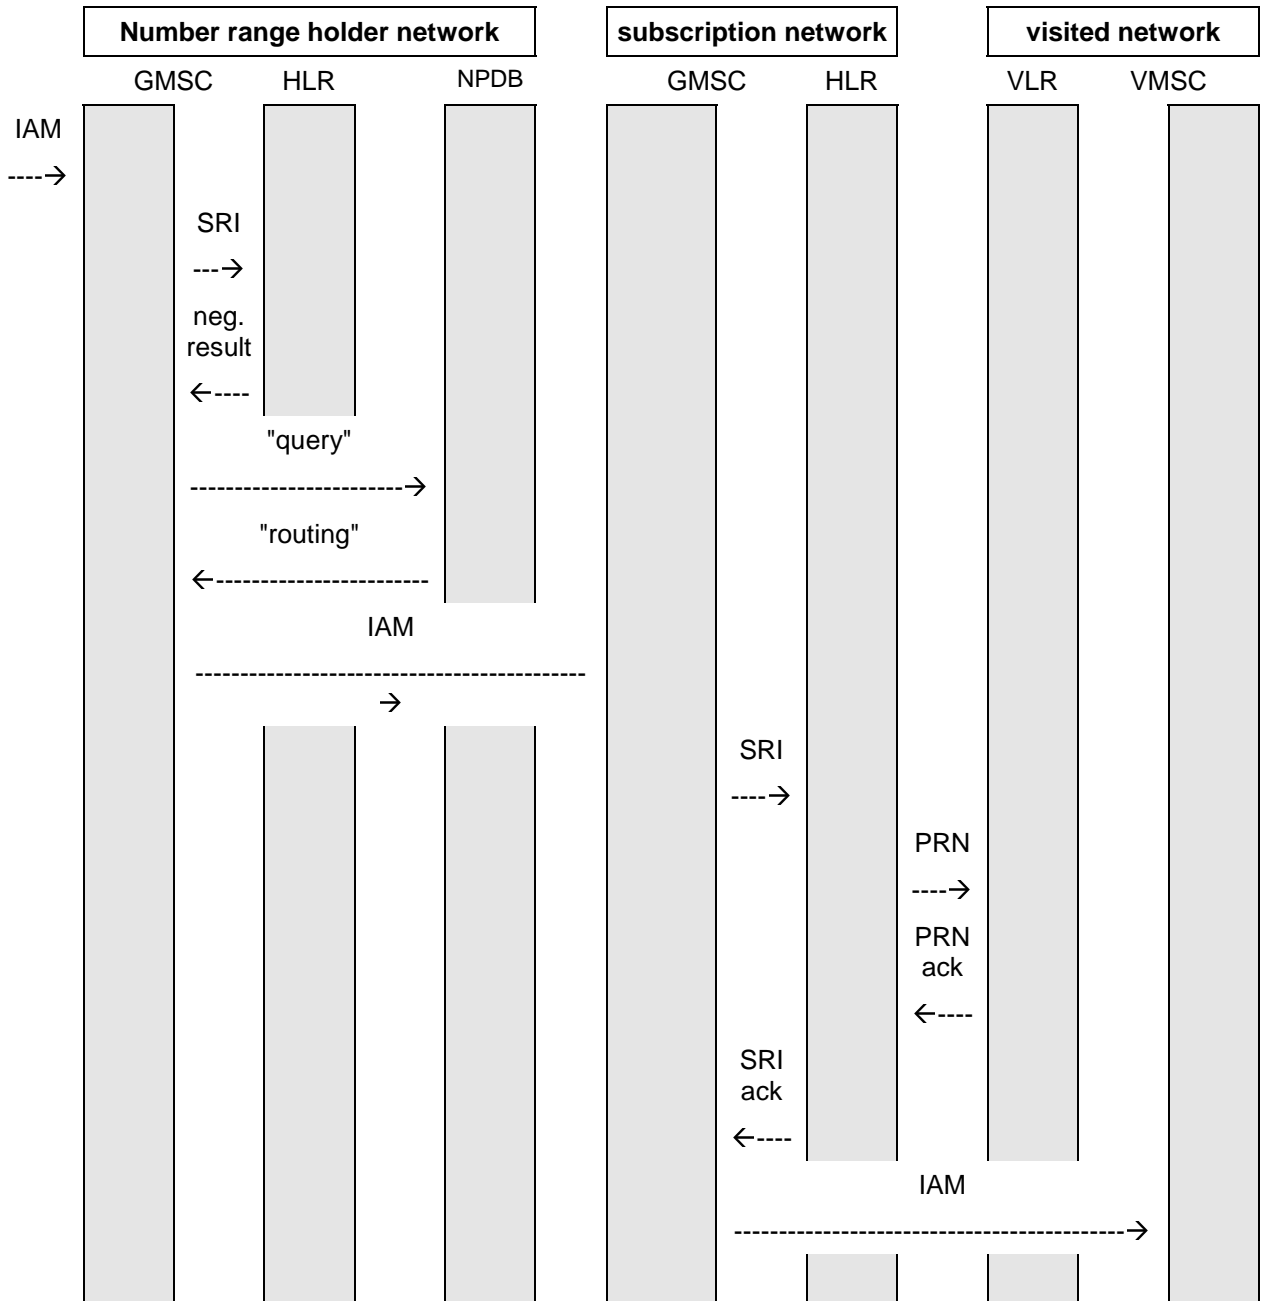 Number range holder network subscription network visited network
GMSC HLR NPDB GMSC HLR VLR VMSC
IAM
----→
SRI
---→
neg.
result
←----
"query"
------------------------→
"routing"
←------------------------
IAM
--------------------------------------------
→
SRI
----→
PRN
----→
PRN
ack
←----
SRI
ack
←----
IAM
--------------------------------------------→